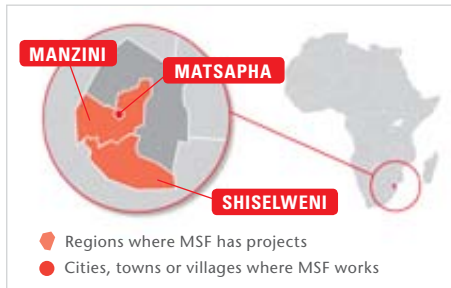 MANZINI
MATSAPHA
SHISELWENI
Regions where MSF has projects
Cities, towns or villages where MSF works